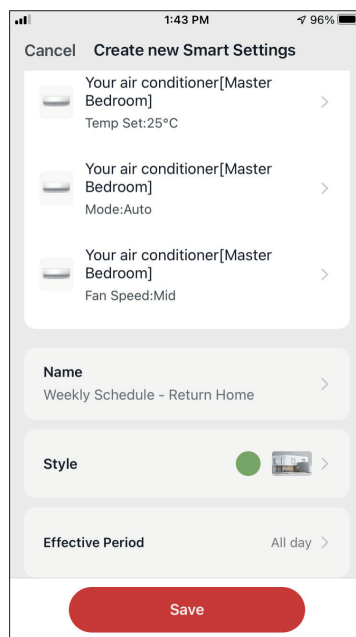 1:43 PM
96%
Cancel
Create new Smart Settings
Your air conditioner[Master
Bedroom]
Temp Set:25°C
Your air conditioner[Master
Bedroom]
Mode:Auto
Your air conditioner[Master
Bedroom]
Fan Speed:Mid
Name
Weekly Schedule - Return Home
Style
Effective Period
All day
Save